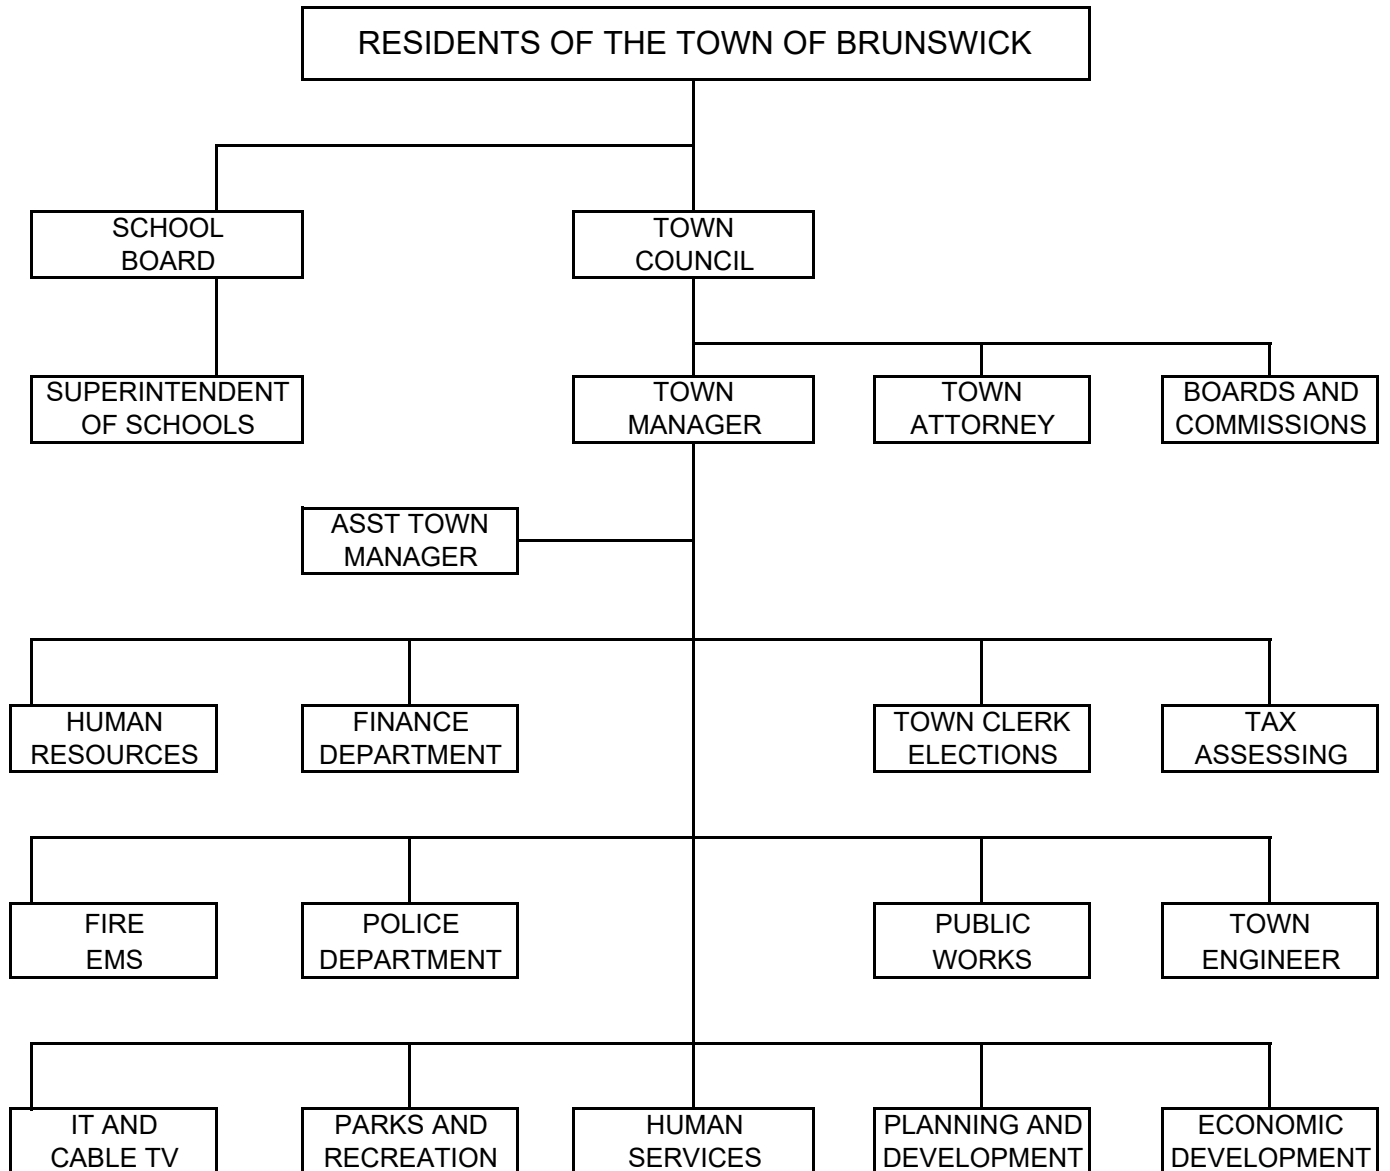 RESIDENTS OF THE TOWN OF BRUNSWICK
SCHOOL
BOARD
TOWN
COUNCIL
SUPERINTENDENT
OF SCHOOLS
TOWN
MANAGER
TOWN
ATTORNEY
BOARDS AND
COMMISSIONS
ASST TOWN
MANAGER
HUMAN
RESOURCES
FINANCE
DEPARTMENT
TOWN CLERK
ELECTIONS
TAX
ASSESSING
FIRE
EMS
POLICE
DEPARTMENT
PUBLIC
WORKS
TOWN
ENGINEER
IT AND
CABLE TV
PARKS AND
RECREATION
HUMAN
SERVICES
PLANNING AND
DEVELOPMENT
ECONOMIC
DEVELOPMENT